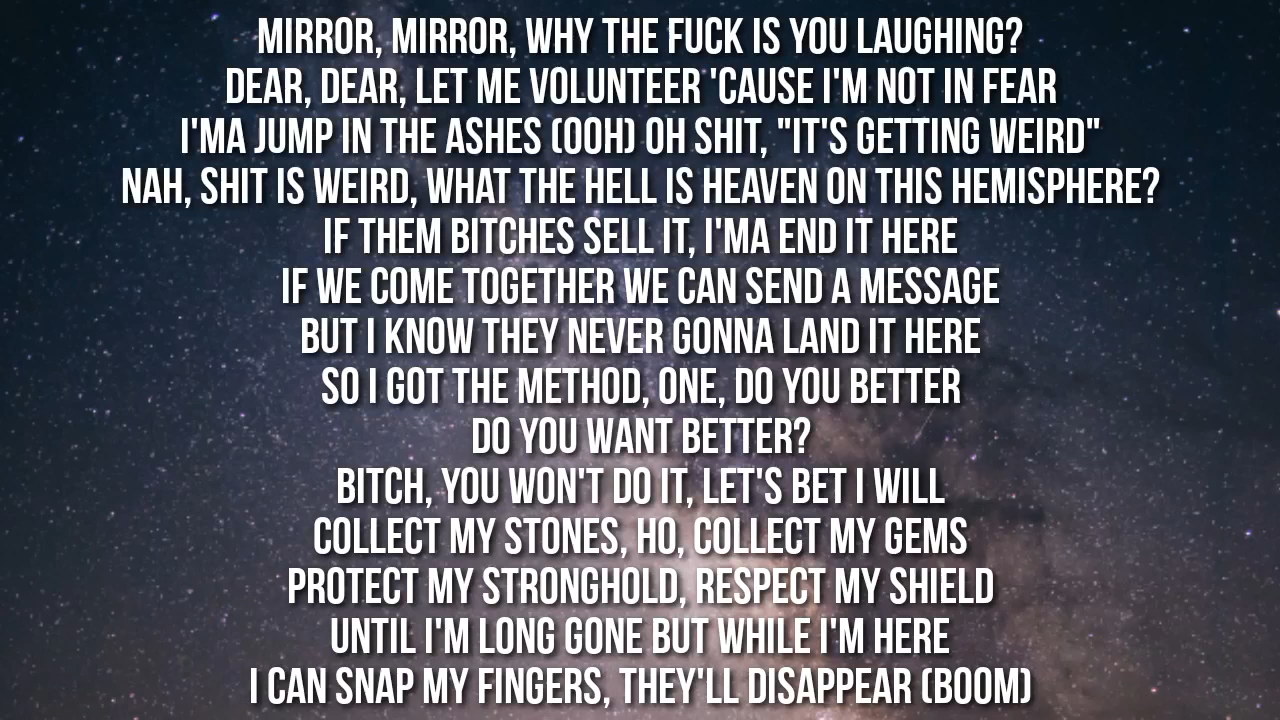 MIRROR, MIRROR, WHY THE FUCK IS YOU LAUGHING?
DEAR, DEAR, LET ME VOLUNTEER 'CAUSE I'M NOT IN FEAR
I'MA JUMP IN THE ASHES (OOH) OH SHIT, "IT'S GETTING WEIRD"
NAH, SHIT IS WEIRD, WHAT THE HELL IS HEAVEN ON THIS HEMISPHERE?
IF THEM BITCHES SELL IT, I'MA END IT HERE
IF WE COME TOGETHER WE CAN SEND A MESSAGE
BUT I KNOW THEY NEVER GONNA LAND IT HERE
SO I GOT THE METHOD, ONE, DO YOU BETTER
DO YOU WANT BETTER?
BITCH, YOU WON'T DO IT, LET'S BET I WILL
COLLECT MY STONES, HO, COLLECT MY GEMS
PROTECT MY STRONGHOLD, RESPECT MY SHIELD
UNTIL I'M LONG GONE BUT WHILE I'M HERE
I CAN SNAP MY FINGERS, THEY'LL DISAPPEAR (BOOM)